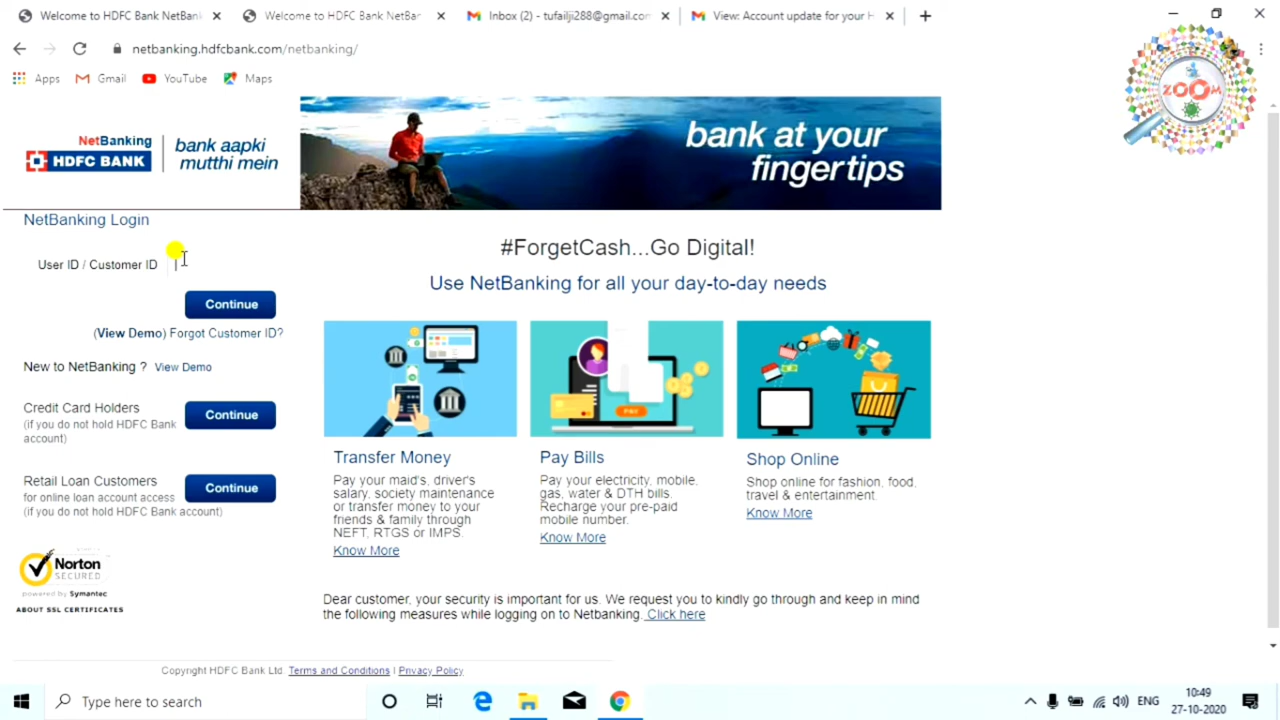 Welcome to HDFC Bank NetBank
Welcome to HDFC Bank NetBan
Inbox (2) - tufailji288@gmail.com
View: Account update for your H
netbanking.hdfcbank.com/netbanking/
Apps
Gmail
YouTube
Maps
ZOOM
NetBanking
HDFC BANK
bank aapki
mutthi mein
bank at your
fingertips
NetBanking Login
User ID / Customer ID
Continue
(View Demo) Forgot Customer ID?
New to NetBanking ? View Demo
Credit Card Holders
(if you do not hold HDFC Bank
account)
Continue
Retail Loan Customers
for online loan account access
(if you do not hold HDFC Bank account)
Continue
Norton
SECURED
powered by Symantec
ABOUT SSL CERTIFICATES
#ForgetCash...Go Digital!
Use NetBanking for all your day-to-day needs
PAY
Transfer Money
Pay your maid's, driver's
salary, society maintenance
or transfer money to your
friends & family through
NEFT, RTGS or IMPS.
Know More
Pay Bills
Pay your electricity, mobile,
gas, water & DTH bills.
Recharge your pre-paid
mobile number.
Know More
Shop Online
Shop online for fashion, food,
travel & entertainment.
Know More
Dear customer, your security is important for us. We request you to kindly go through and keep in mind
the following measures while logging on to Netbanking. Click here
Copyright HDFC Bank Ltd. Terms and Conditions | Privacy Policy
Type here to search
ENG
10:49
27-10-2020